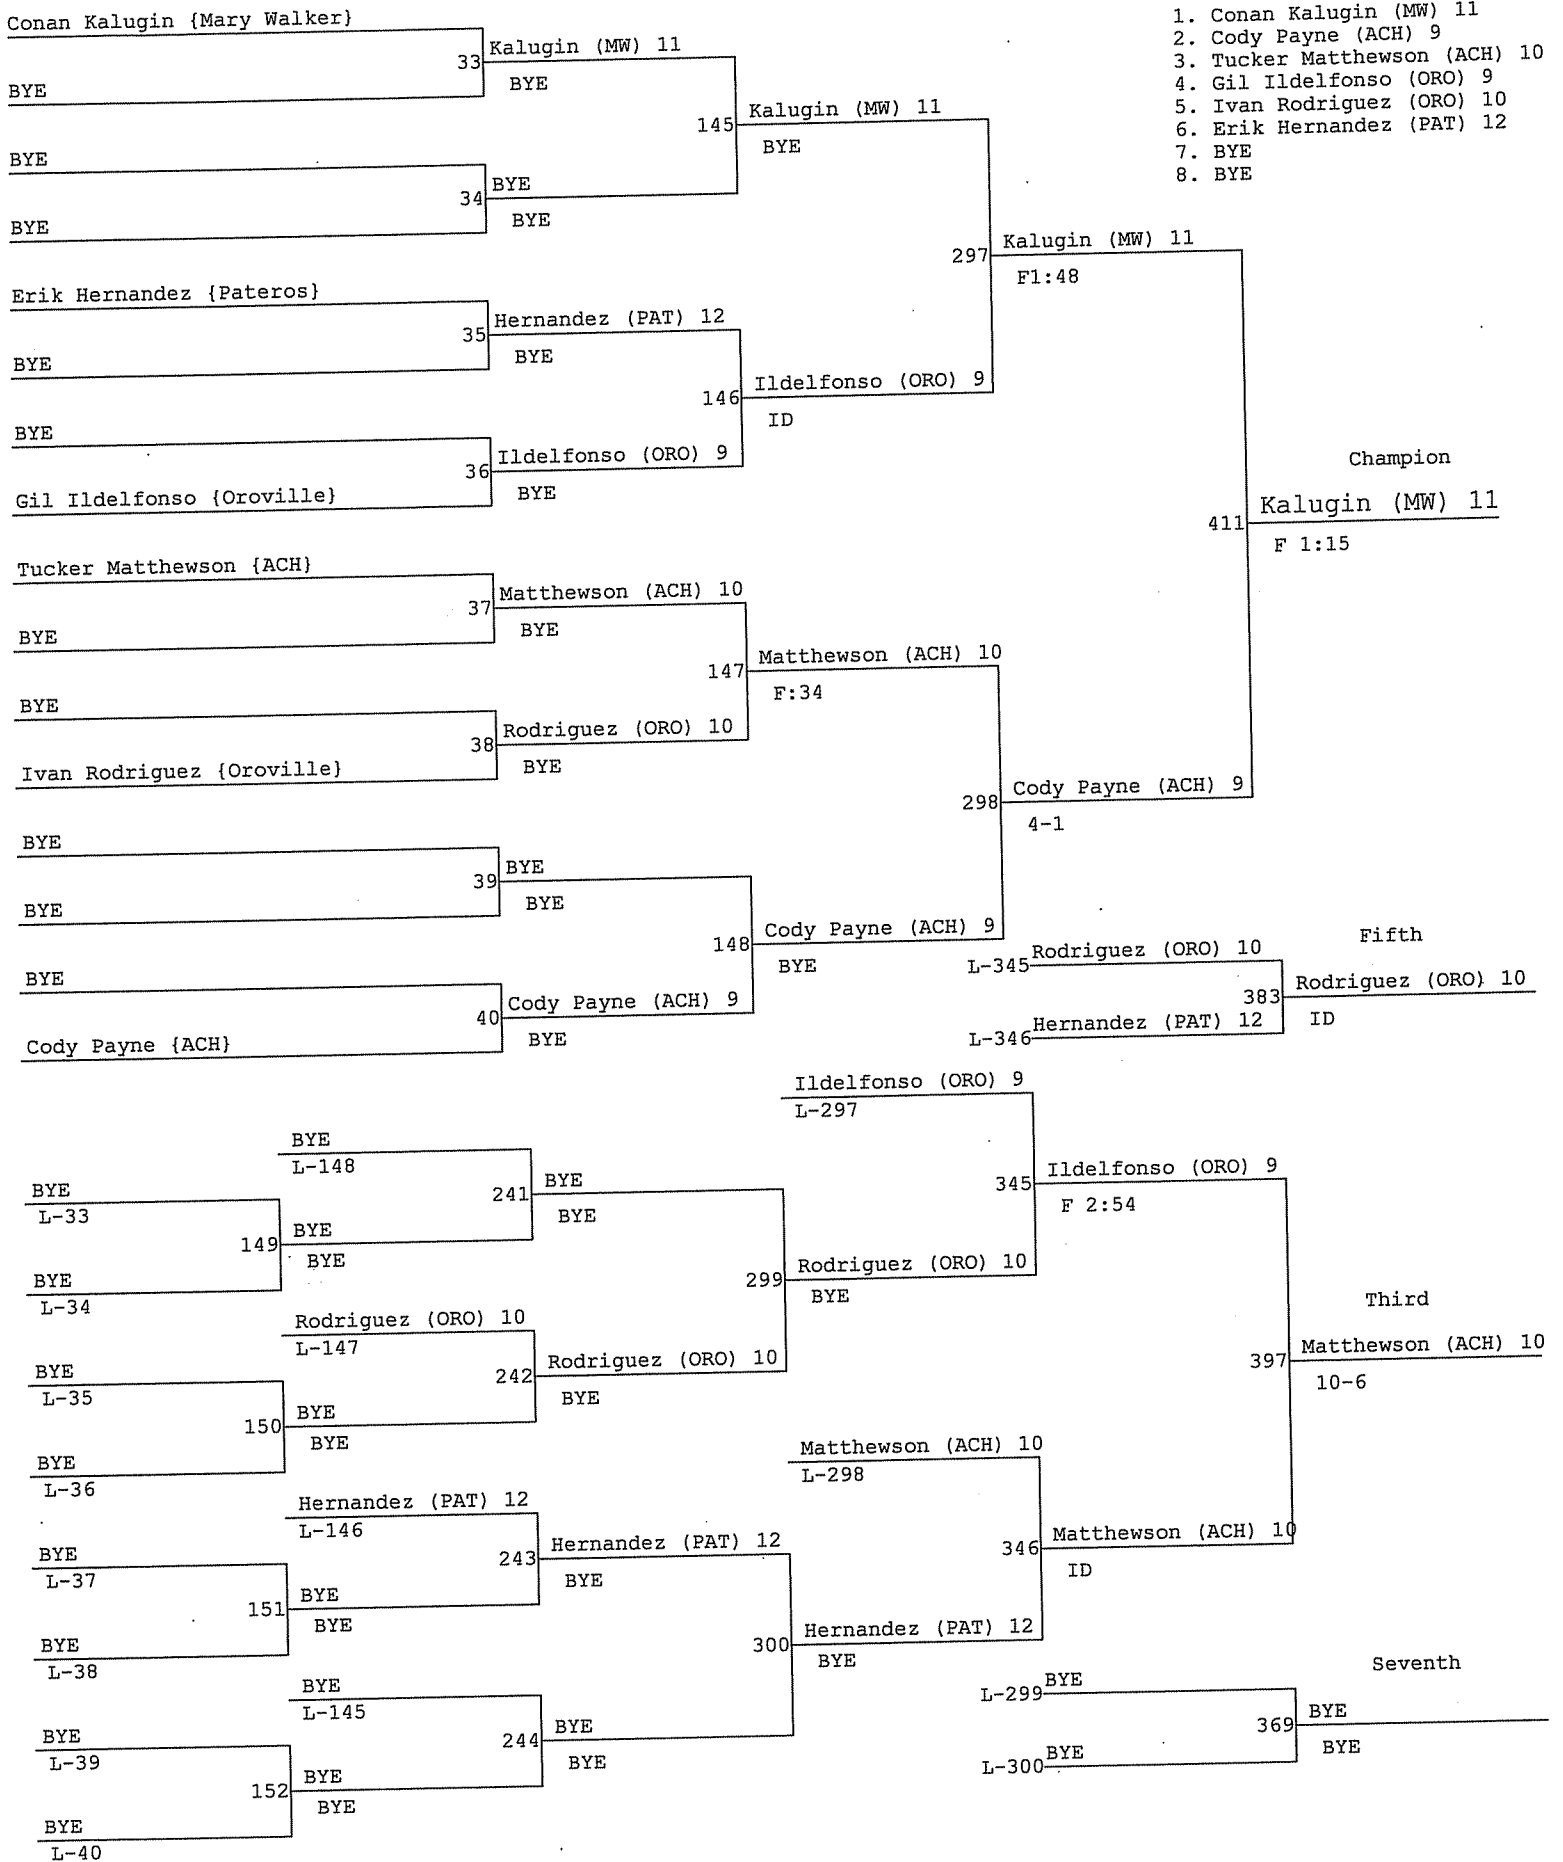 1. Conan Kalugin (MW) 11
2. Cody Payne (ACH) 9
3. Tucker Matthewson (ACH) 10
4. Gil Ildelfonso (ORO) 9
5. Ivan Rodriguez (ORO) 10
6. Erik Hernandez (PAT) 12
7. BYE
8. BYE
Conan Kalugin {Mary Walker}
33
BYE
Kalugin (MW) 11
BYE
BYE
34
BYE
BYE
BYE
145
Kalugin (MW) 11
BYE
Erik Hernandez {Pateros}
35
BYE
Hernandez (PAT) 12
BYE
BYE
36
Gil Ildelfonso {Oroville}
Ildelfonso (ORO) 9
BYE
146
Ildelfonso (ORO) 9
ID
297
Kalugin (MW) 11
F1:48
Tucker Matthewson {ACH}
37
BYE
Matthewson (ACH) 10
BYE
BYE
38
Ivan Rodriguez {Oroville}
Rodriguez (ORO) 10
BYE
147
Matthewson (ACH) 10
F:34
BYE
39
BYE
BYE
BYE
BYE
40
Cody Payne {ACH}
Cody Payne (ACH) 9
BYE
148
Cody Payne (ACH) 9
BYE
298
Cody Payne (ACH) 9
4-1
Champion
411
Kalugin (MW) 11
F 1:15
Fifth
L-345
Rodriguez (ORO) 10
383
L-346
Hernandez (PAT) 12
Rodriguez (ORO) 10
ID
Ildelfonso (ORO) 9
L-297
BYE
L-148
BYE
L-33
149
BYE
L-34
BYE
BYE
241
BYE
BYE
Rodriguez (ORO) 10
L-147
BYE
L-35
150
BYE
L-36
BYE
BYE
242
Rodriguez (ORO) 10
BYE
299
Rodriguez (ORO) 10
BYE
345
Ildelfonso (ORO) 9
F 2:54
Matthewson (ACH) 10
L-298
Hernandez (PAT) 12
L-146
BYE
L-37
151
BYE
L-38
BYE
BYE
243
Hernandez (PAT) 12
BYE
BYE
L-145
BYE
L-39
152
BYE
L-40
BYE
BYE
244
BYE
BYE
300
Hernandez (PAT) 12
BYE
346
Matthewson (ACH) 10
ID
Third
397
Matthewson (ACH) 10
10-6
Seventh
L-299
BYE
369
L-300
BYE
BYE
BYE